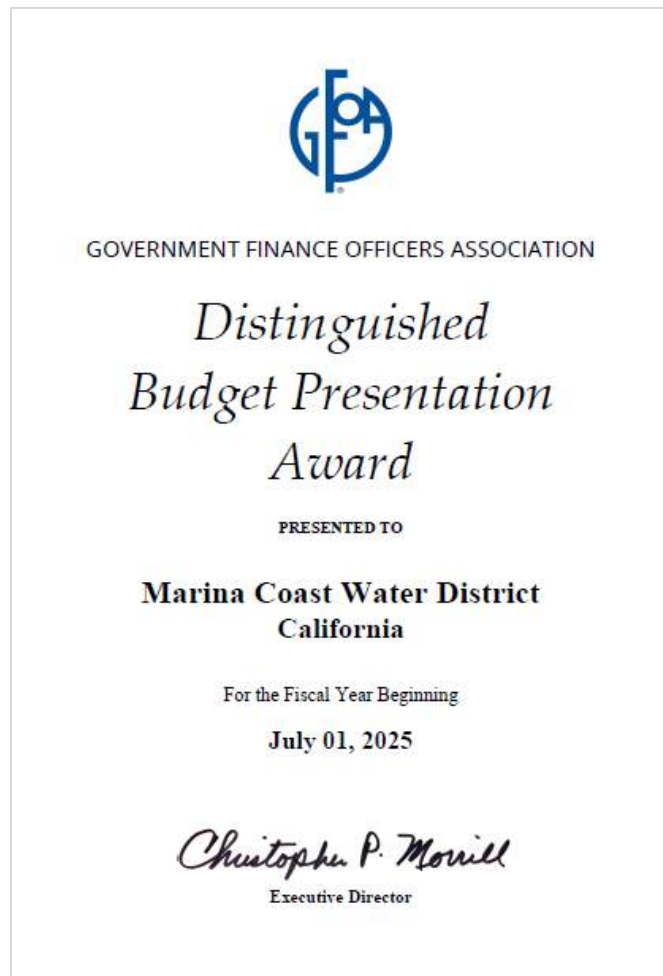 GFOA
®
GOVERNMENT FINANCE OFFICERS ASSOCIATION
Distinguished
Budget Presentation
Award
PRESENTED TO
Marina Coast Water District
California
For the Fiscal Year Beginning
July 01, 2025
Christopher P. Morrill
Executive Director